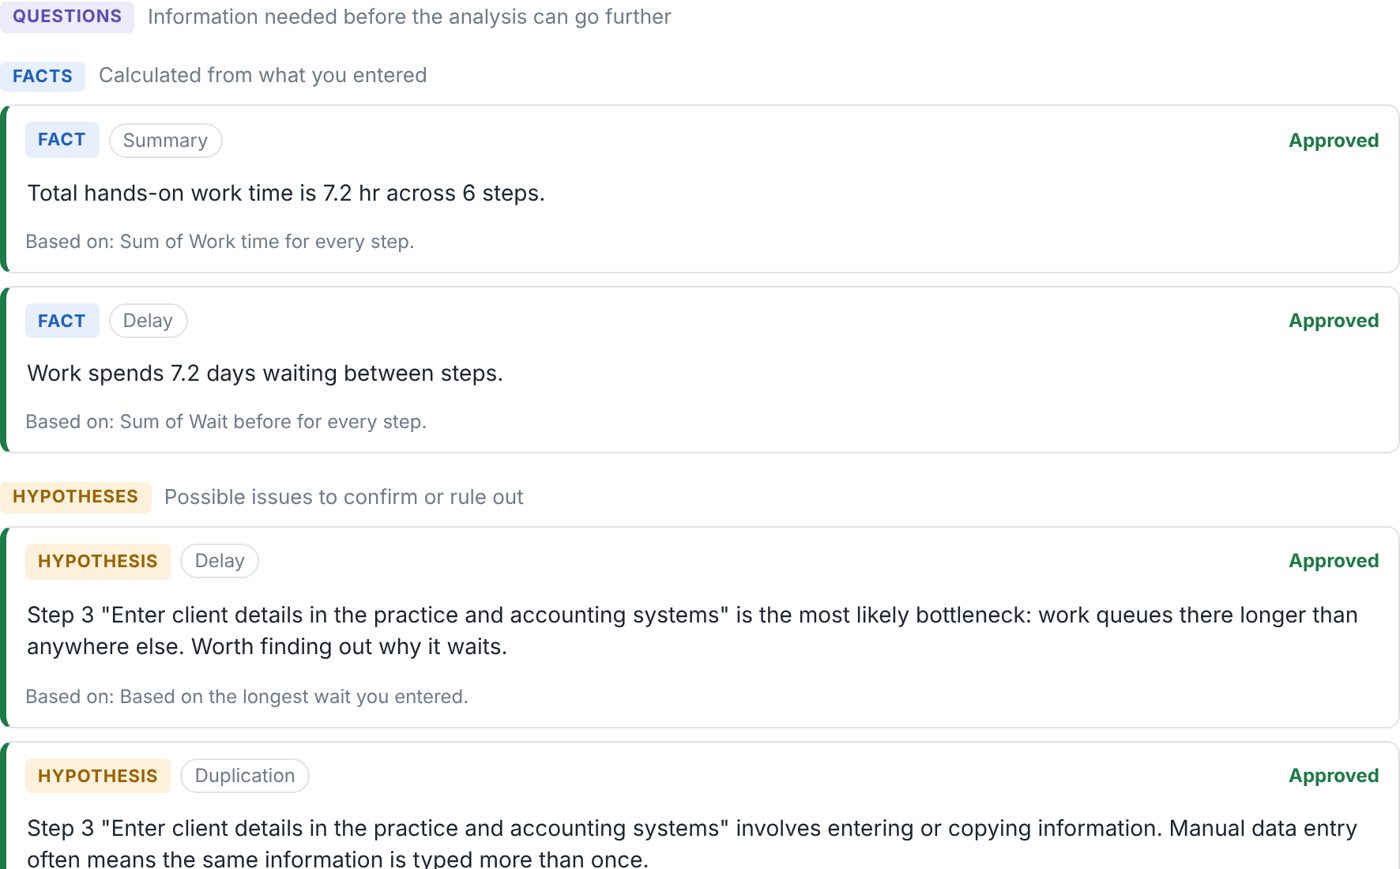 QUESTIONS Information needed before the analysis can go further
FACTS Calculated from what you entered
FACT Summary Approved
Total hands-on work time is 7.2 hr across 6 steps.
Based on: Sum of Work time for every step.
FACT Delay Approved
Work spends 7.2 days waiting between steps.
Based on: Sum of Wait before for every step.
HYPOTHESES Possible issues to confirm or rule out
HYPOTHESIS Delay Approved
Step 3 "Enter client details in the practice and accounting systems" is the most likely bottleneck: work queues there longer than
anywhere else. Worth finding out why it waits.
Based on: Based on the longest wait you entered.
HYPOTHESIS Duplication Approved
Step 3 "Enter client details in the practice and accounting systems" involves entering or copying information. Manual data entry
often means the same information is typed more than once.